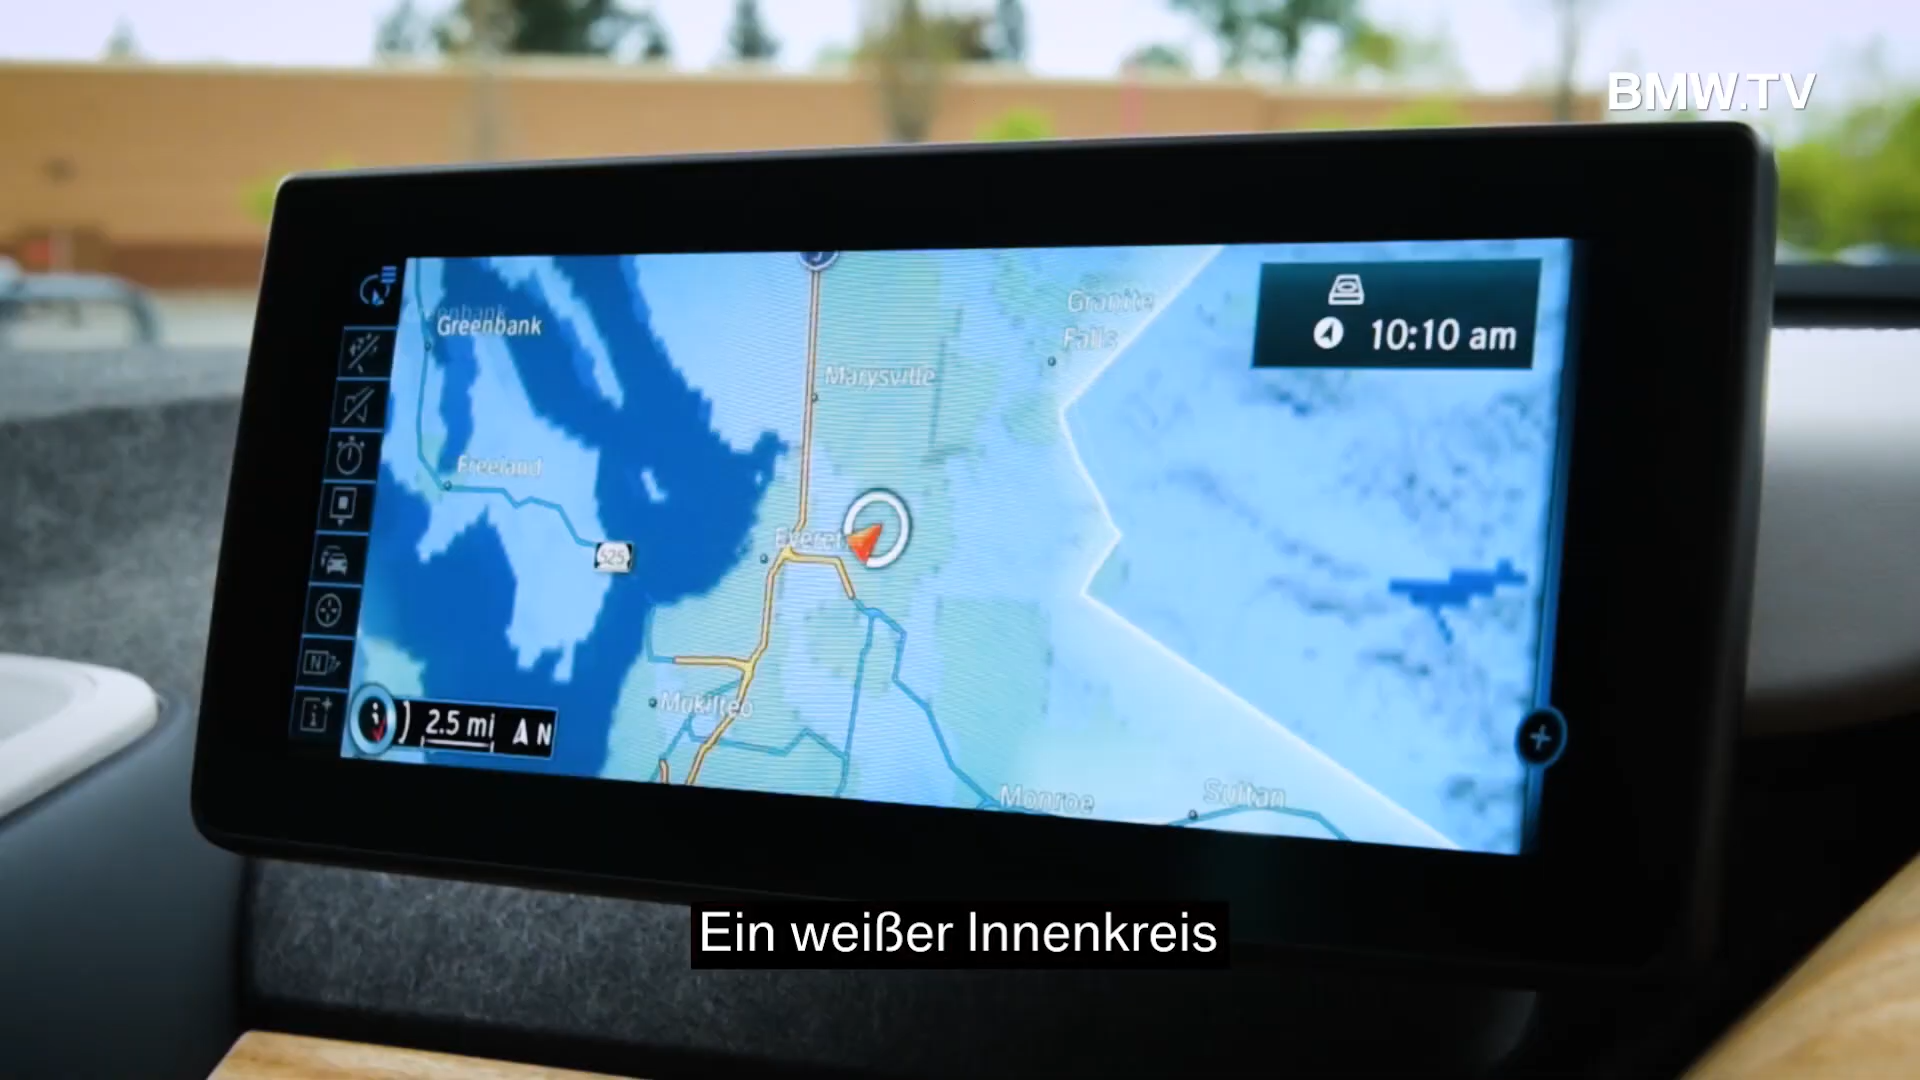 BMW.TV
Greenbank
Granite
Falls
10:10 am
Marysville
Freeland
Everet
525
Mukilteo
2.5 mi
N
Monroe
Sultan
Ein weißer Innenkreis